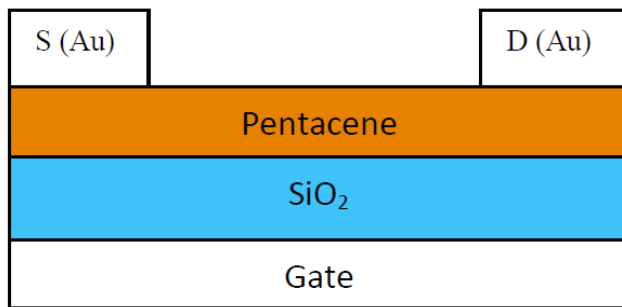 S (Au)
D (Au)
Pentacene
SiO₂
Gate